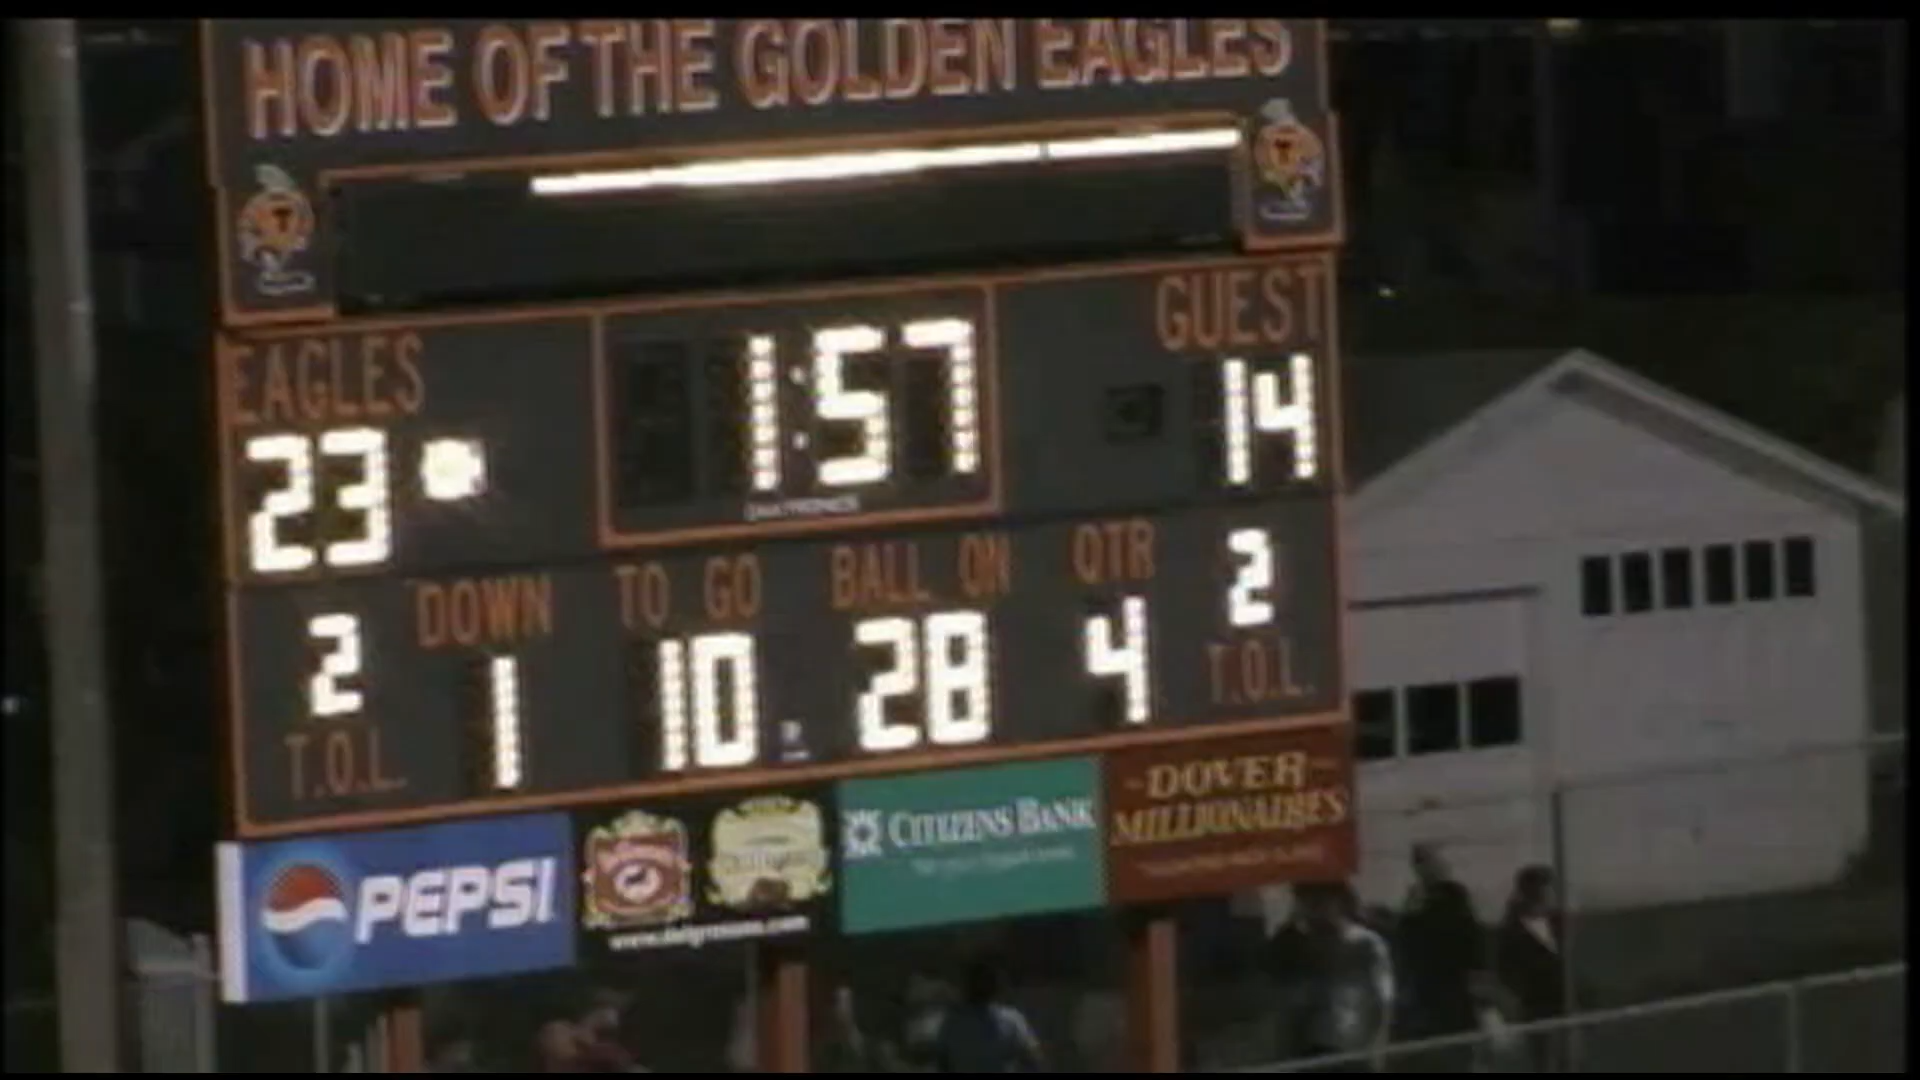 HOME OF THE GOLDEN EAGLES
T T
EAGLES 1:57 GUEST
23 14
DAKTRONICS
DOWN TO GO BALL ON QTR
2 1 10 28 4 2
T.O.L. T.O.L.
PEPSI
CITIZENS BANK
DOVER
MILLIONAIRES